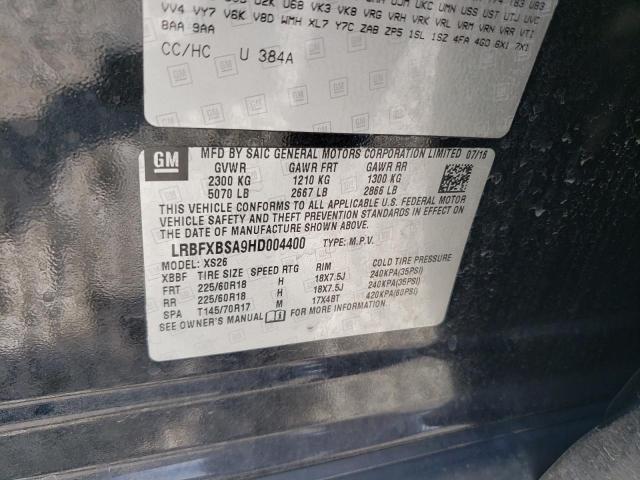 VV4 VY7 V6K V8D WMH XL7 Y7C ZAB ZP5 1SL 1SZ 4FA 4G0 6X1 7X1
8AA 9AA
CC/HC U 384A
GM
MFD BY SAIC GENERAL MOTORS CORPORATION LIMITED 07/16
GVWR GAWR FRT GAWR RR
2300 KG 1210 KG 1300 KG
5070 LB 2667 LB 2866 LB
THIS VEHICLE CONFORMS TO ALL APPLICABLE U.S. FEDERAL MOTOR
VEHICLE SAFETY AND THEFT PREVENTION STANDARDS IN EFFECT ON
THE DATE OF MANUFACTURE SHOWN ABOVE.
LRBFXBSA9HD004400 TYPE: M.P.V.
MODEL: XS26
XBBF TIRE SIZE SPEED RTG RIM COLD TIRE PRESSURE
FRT 225/60R18 H 18X7.5J 240KPA(35PSI)
RR 225/60R18 H 18X7.5J 240KPA(35PSI)
SPA T145/70R17 M 17X4BT 420KPA(60PSI)
SEE OWNER'S MANUAL